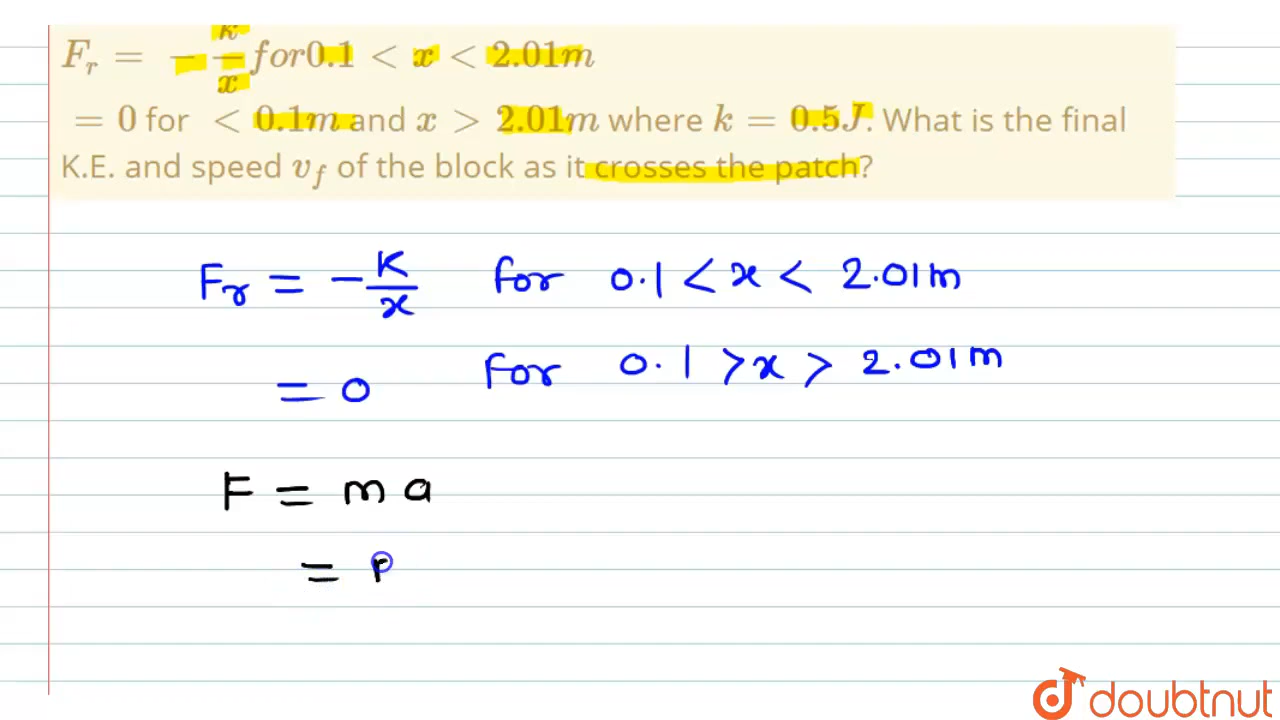 F_r = - k/x for 0.1 < x < 2.01m
= 0 for < 0.1m and x > 2.01m where k = 0.5J. What is the final
K.E. and speed v_f of the block as it crosses the patch?
F_r = - K/x for 0.1 < x < 2.01m
= 0 for 0.1 > x > 2.01m
F = m a
=
doubtnut